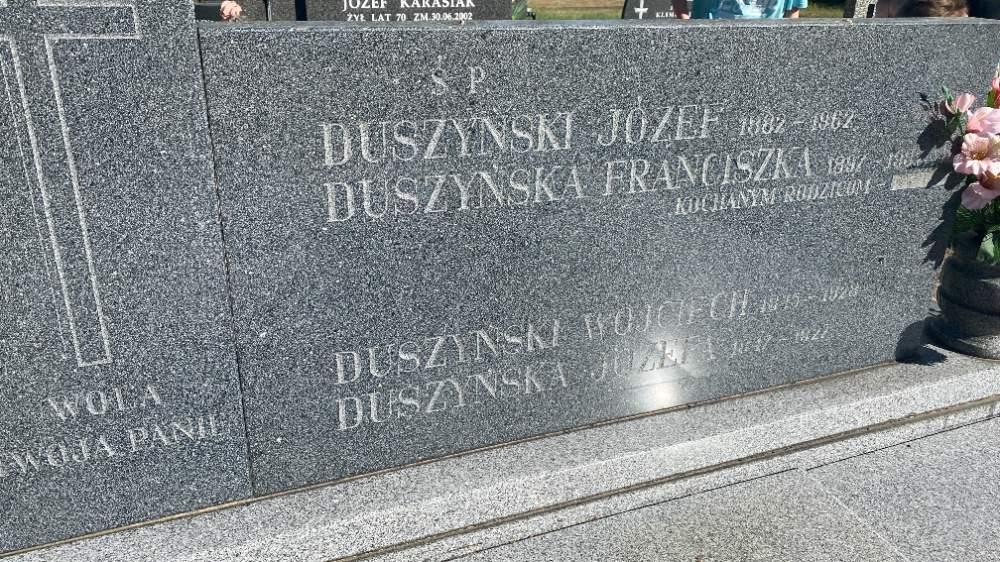 JÓZEF KARASIAK
ŻYŁ LAT 70 ZM.30.06.2002
Ś P
DUSZYŃSKI JÓZEF 1882 - 1962
DUSZYŃSKA FRANCISZKA 1887 -
KOCHANYM RODZICOM -
DUSZYŃSKI WOJCIECH
DUSZYŃSKA JÓZEFA
WOLA
TWOJA PANIE